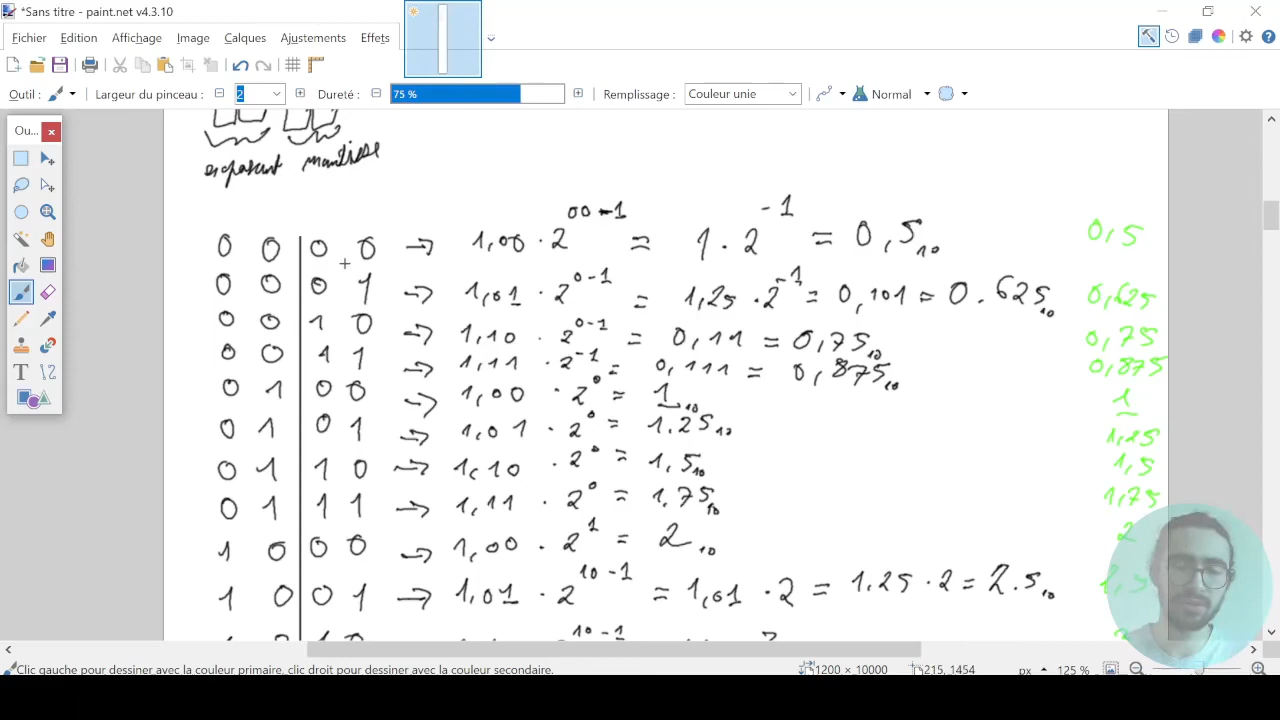 *Sans titre - paint.net v4.3.10
Fichier Edition Affichage Image Calques Ajustements Effets
Outil : Largeur du pinceau : 2 Dureté : 75 % Remplissage : Couleur unie Normal
Ou...
exposant mantisse
0 0 0 0 → 1,00 · 2^00-1 = 1 · 2^-1 = 0,5₁₀ 0,5
0 0 0 1 → 1,01 · 2^0-1 = 1,25 · 2^-1 = 0,101 = 0.625₁₀ 0,625
0 0 1 0 → 1,10 · 2^0-1 = 0,11 = 0,75₁₀ 0,75
0 0 1 1 → 1,11 · 2^-1 = 0,111 = 0,875₁₀ 0,875
0 1 0 0 → 1,00 · 2^0 = 1₁₀ 1
0 1 0 1 → 1,01 · 2^0 = 1.25₁₀ 1,25
0 1 1 0 → 1,10 · 2^0 = 1,5₁₀ 1,5
0 1 1 1 → 1,11 · 2^0 = 1.75₁₀ 1,75
1 0 0 0 → 1,00 · 2^1 = 2₁₀ 2
1 0 0 1 → 1,01 · 2^10-1 = 1,01 · 2 = 1.25 · 2 = 2.5₁₀
10-1
Clic gauche pour dessiner avec la couleur primaire, clic droit pour dessiner avec la couleur secondaire. 1200 × 10000 215, 1454 px 125 %